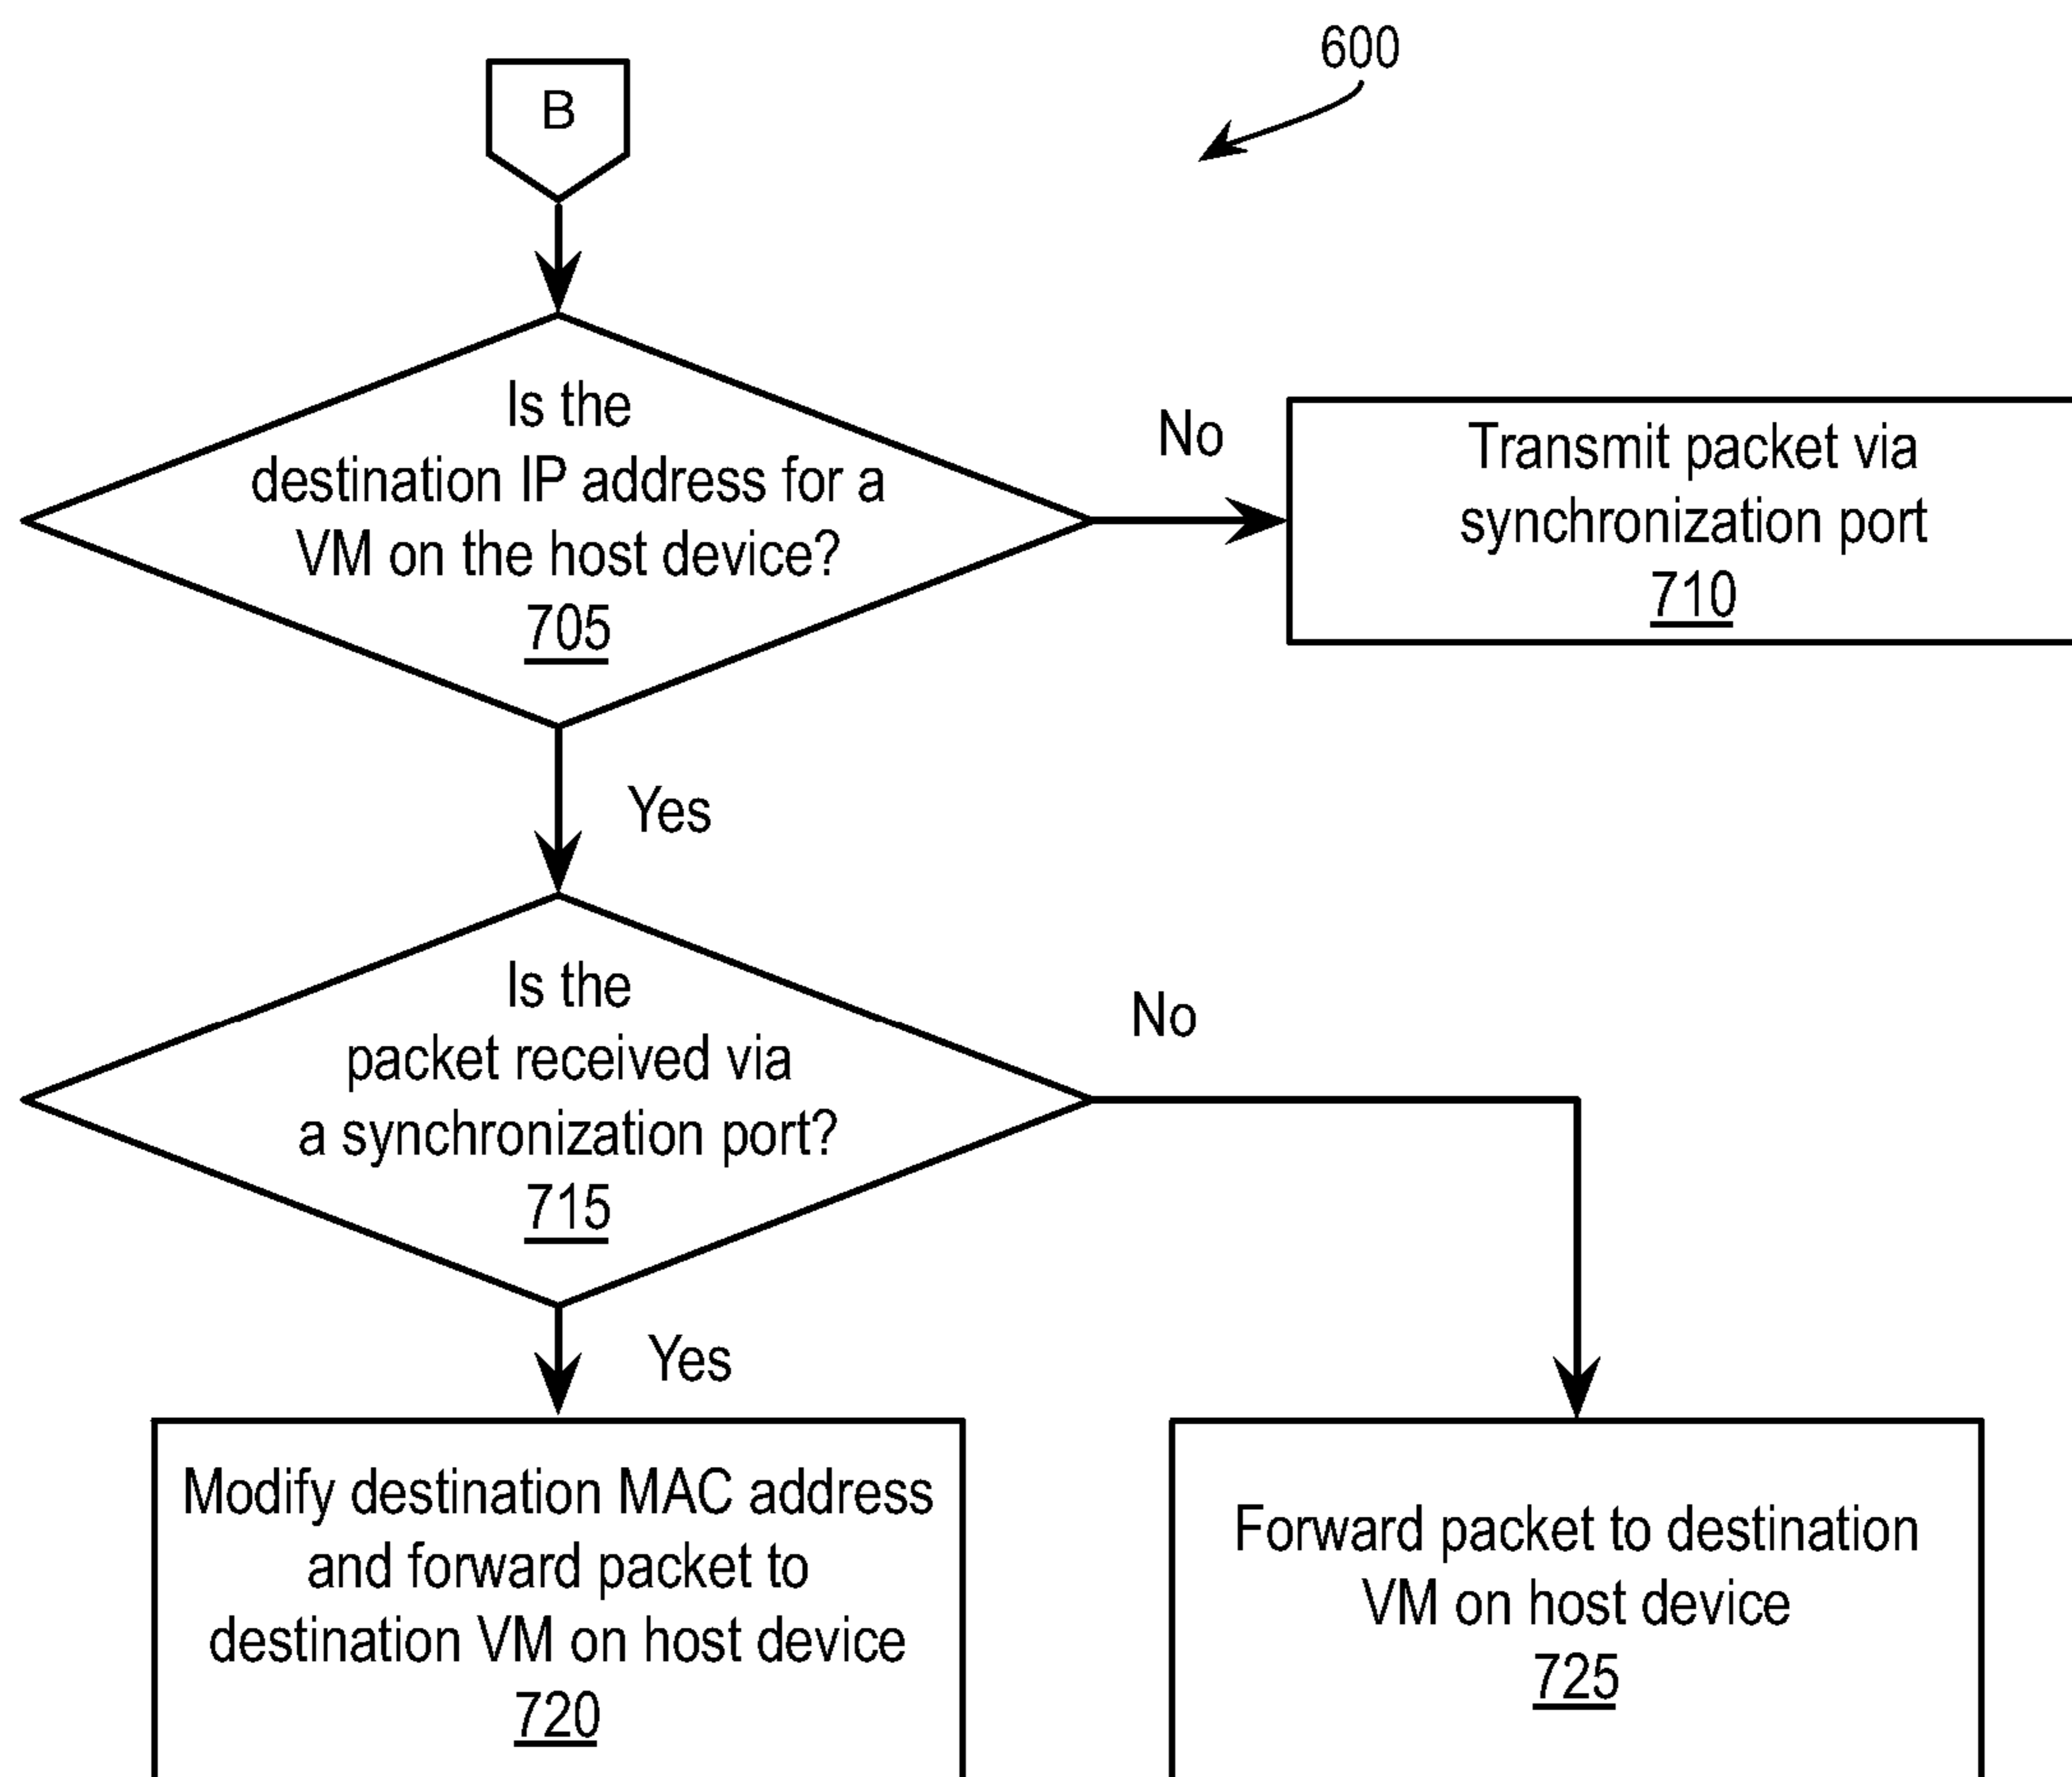 600
B
Is the
destination IP address for a
VM on the host device?
705
No
Transmit packet via
synchronization port
710
Yes
Is the
packet received via
a synchronization port?
715
No
Yes
Modify destination MAC address
and forward packet to
destination VM on host device
720
Forward packet to destination
VM on host device
725